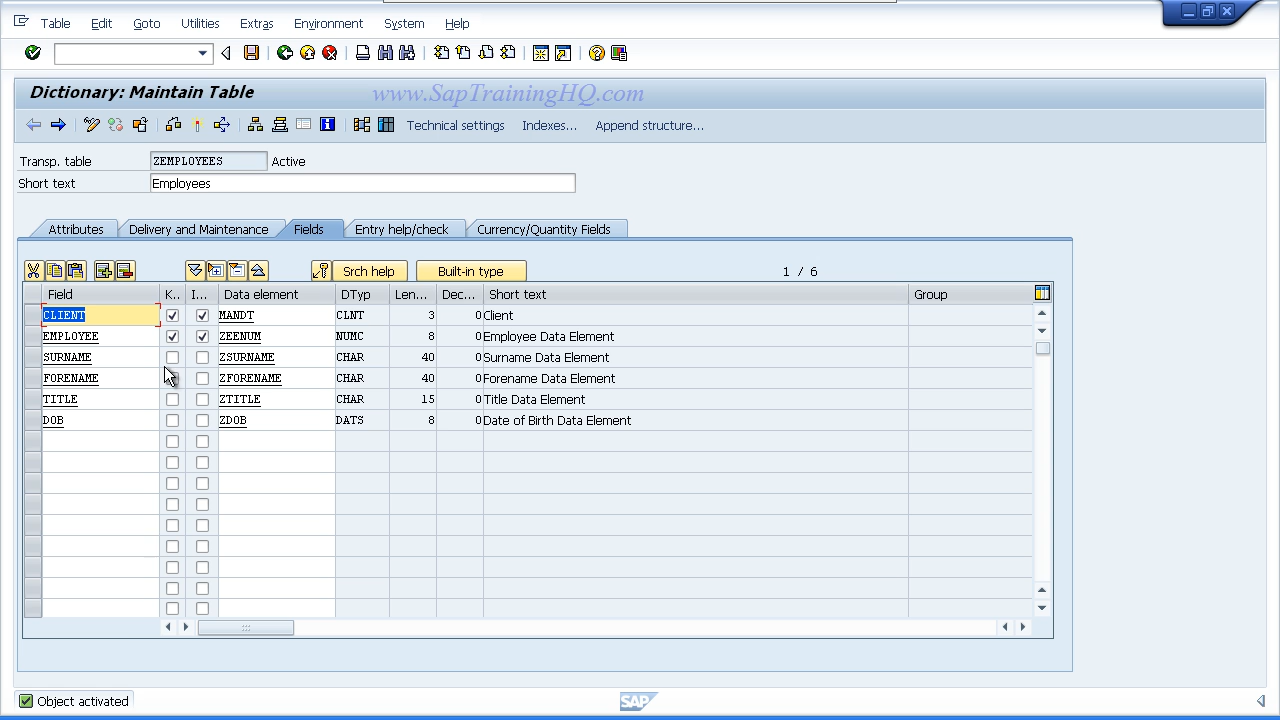 Table Edit Goto Utilities Extras Environment System Help
Dictionary: Maintain Table
www.SapTrainingHQ.com
Technical settings Indexes... Append structure...
Transp. table ZEMPLOYEES Active
Short text Employees
Attributes Delivery and Maintenance Fields Entry help/check Currency/Quantity Fields
Srch help Built-in type 1 / 6
Field K.. I... Data element DTyp Len... Dec... Short text Group
CLIENT MANDT CLNT 3 0 Client
EMPLOYEE ZEENUM NUMC 8 0 Employee Data Element
SURNAME ZSURNAME CHAR 40 0 Surname Data Element
FORENAME ZFORENAME CHAR 40 0 Forename Data Element
TITLE ZTITLE CHAR 15 0 Title Data Element
DOB ZDOB DATS 8 0 Date of Birth Data Element
Object activated
SAP